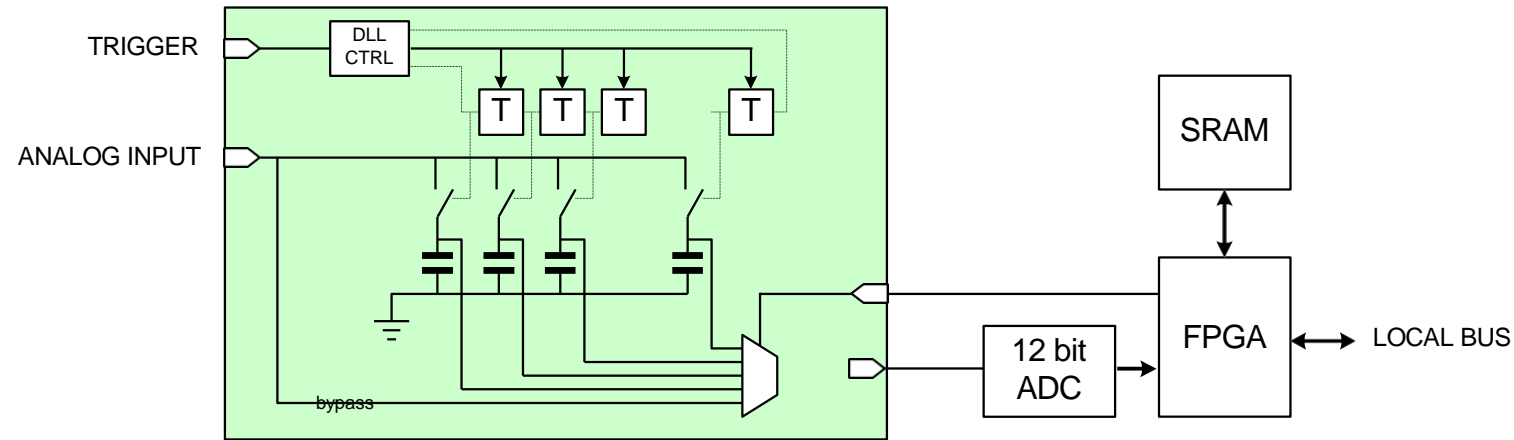 TRIGGER
DLL
CTRL
T
T
T
T
ANALOG INPUT
SRAM
bypass
12 bit
ADC
FPGA
LOCAL BUS